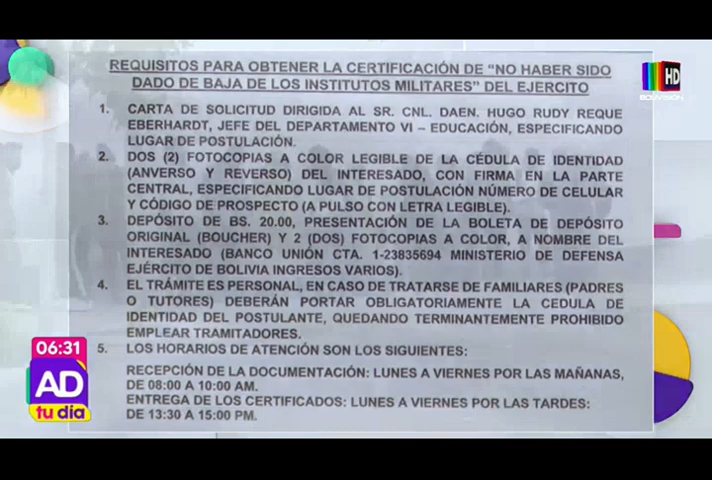 REQUISITOS PARA OBTENER LA CERTIFICACIÓN DE "NO HABER SIDO
DADO DE BAJA DE LOS INSTITUTOS MILITARES" DEL EJERCITO
1. CARTA DE SOLICITUD DIRIGIDA AL SR. CNL. DAEN. HUGO RUDY REQUE
EBERHARDT, JEFE DEL DEPARTAMENTO VI – EDUCACIÓN, ESPECIFICANDO
LUGAR DE POSTULACIÓN.
2. DOS (2) FOTOCOPIAS A COLOR LEGIBLE DE LA CÉDULA DE IDENTIDAD
(ANVERSO Y REVERSO) DEL INTERESADO, CON FIRMA EN LA PARTE
CENTRAL, ESPECIFICANDO LUGAR DE POSTULACIÓN NÚMERO DE CELULAR
Y CÓDIGO DE PROSPECTO (A PULSO CON LETRA LEGIBLE).
3. DEPÓSITO DE BS. 20.00, PRESENTACIÓN DE LA BOLETA DE DEPÓSITO
ORIGINAL (BOUCHER) Y 2 (DOS) FOTOCOPIAS A COLOR, A NOMBRE DEL
INTERESADO (BANCO UNIÓN CTA. 1-23835694 MINISTERIO DE DEFENSA
EJÉRCITO DE BOLIVIA INGRESOS VARIOS).
4. EL TRÁMITE ES PERSONAL, EN CASO DE TRATARSE DE FAMILIARES (PADRES
O TUTORES) DEBERÁN PORTAR OBLIGATORIAMENTE LA CEDULA DE
IDENTIDAD DEL POSTULANTE, QUEDANDO TERMINANTEMENTE PROHIBIDO
EMPLEAR TRAMITADORES.
5. LOS HORARIOS DE ATENCIÓN SON LOS SIGUIENTES:
RECEPCIÓN DE LA DOCUMENTACIÓN: LUNES A VIERNES POR LAS MAÑANAS,
DE 08:00 A 10:00 AM.
ENTREGA DE LOS CERTIFICADOS: LUNES A VIERNES POR LAS TARDES:
DE 13:30 A 15:00 PM.
HD
BOLIVISIÓN
06:31
AD
tu día